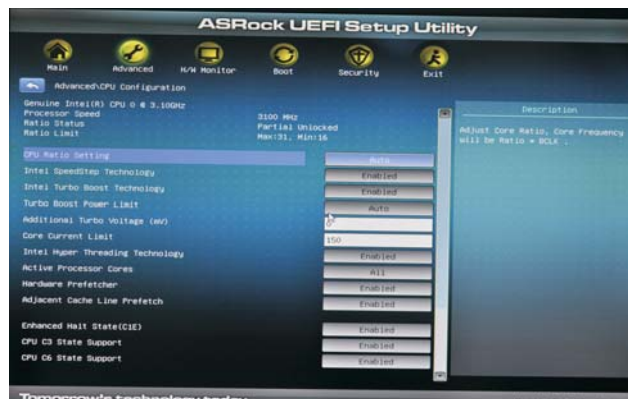 ASRock UEFI Setup Utility
Main Advanced H/W Monitor Boot Security Exit
Advanced\CPU Configuration
Genuine Intel(R) CPU 0 @ 3.10GHz
Processor Speed 3100 MHz
Ratio Status Partial Unlocked
Ratio Limit Max:31, Min:16
CPU Ratio Setting Auto
Intel SpeedStep Technology Enabled
Intel Turbo Boost Technology Enabled
Turbo Boost Power Limit Auto
Additional Turbo Voltage (mV) 0
Core Current Limit 150
Intel Hyper Threading Technology Enabled
Active Processor Cores All
Hardware Prefetcher Enabled
Adjacent Cache Line Prefetch Enabled
Enhanced Halt State(C1E) Enabled
CPU C3 State Support Enabled
CPU C6 State Support Enabled
Description
Adjust Core Ratio, Core Frequency
will be Ratio * BCLK .
Tomorrow's technology today